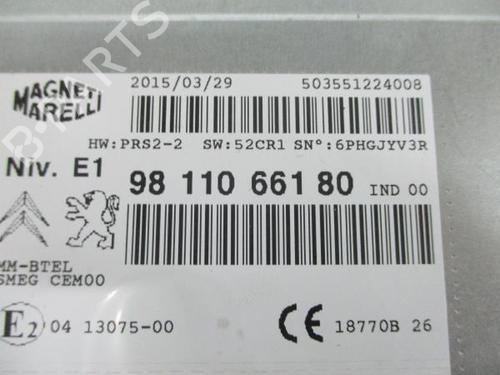 MAGNETI
MARELLI
2015/03/29 503551224008
HW:PRS2-2 SW:52CR1 SN°:6PHGJYV3R
Niv. E1 98 110 661 80 IND 00
MM-BTEL
SMEG CEM00
E2 04 13075-00 CE 18770B 26
B-PARTS